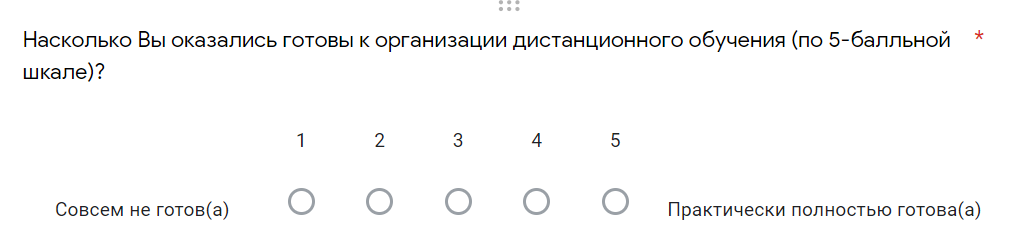 Насколько Вы оказались готовы к организации дистанционного обучения (по 5-балльной *
шкале)?
1 2 3 4 5
Совсем не готов(а) Практически полностью готова(а)